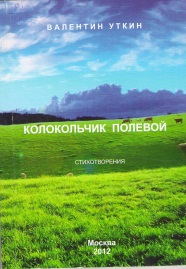 ВАЛЕНТИН УТКИН
КОЛОКОЛЬЧИК ПОЛЕВОЙ
СТИХОТВОРЕНИЯ
Москва
2012